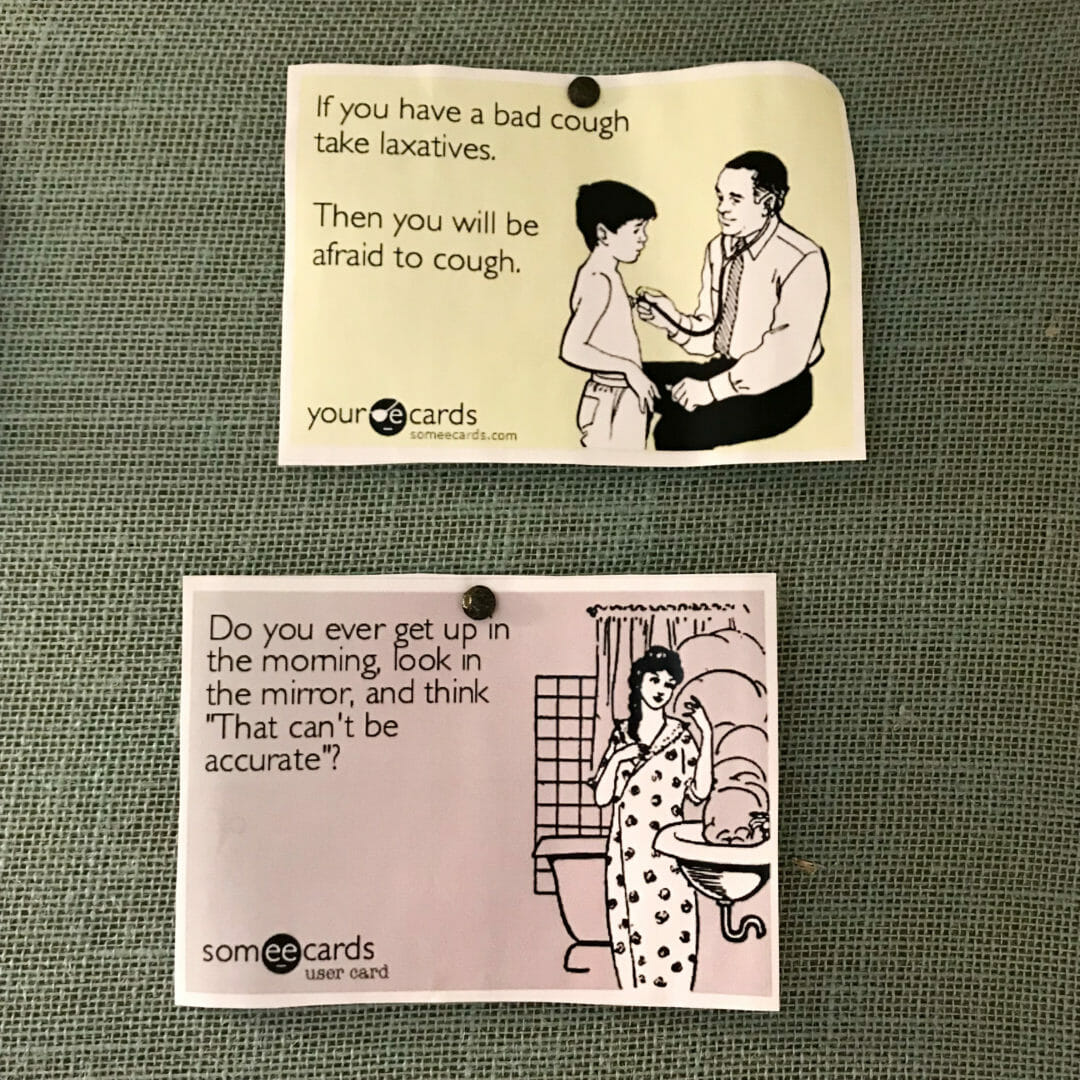 If you have a bad cough
take laxatives.
Then you will be
afraid to cough.
your e cards
someecards.com
Do you ever get up in
the morning, look in
the mirror, and think
"That can't be
accurate"?
someecards
user card